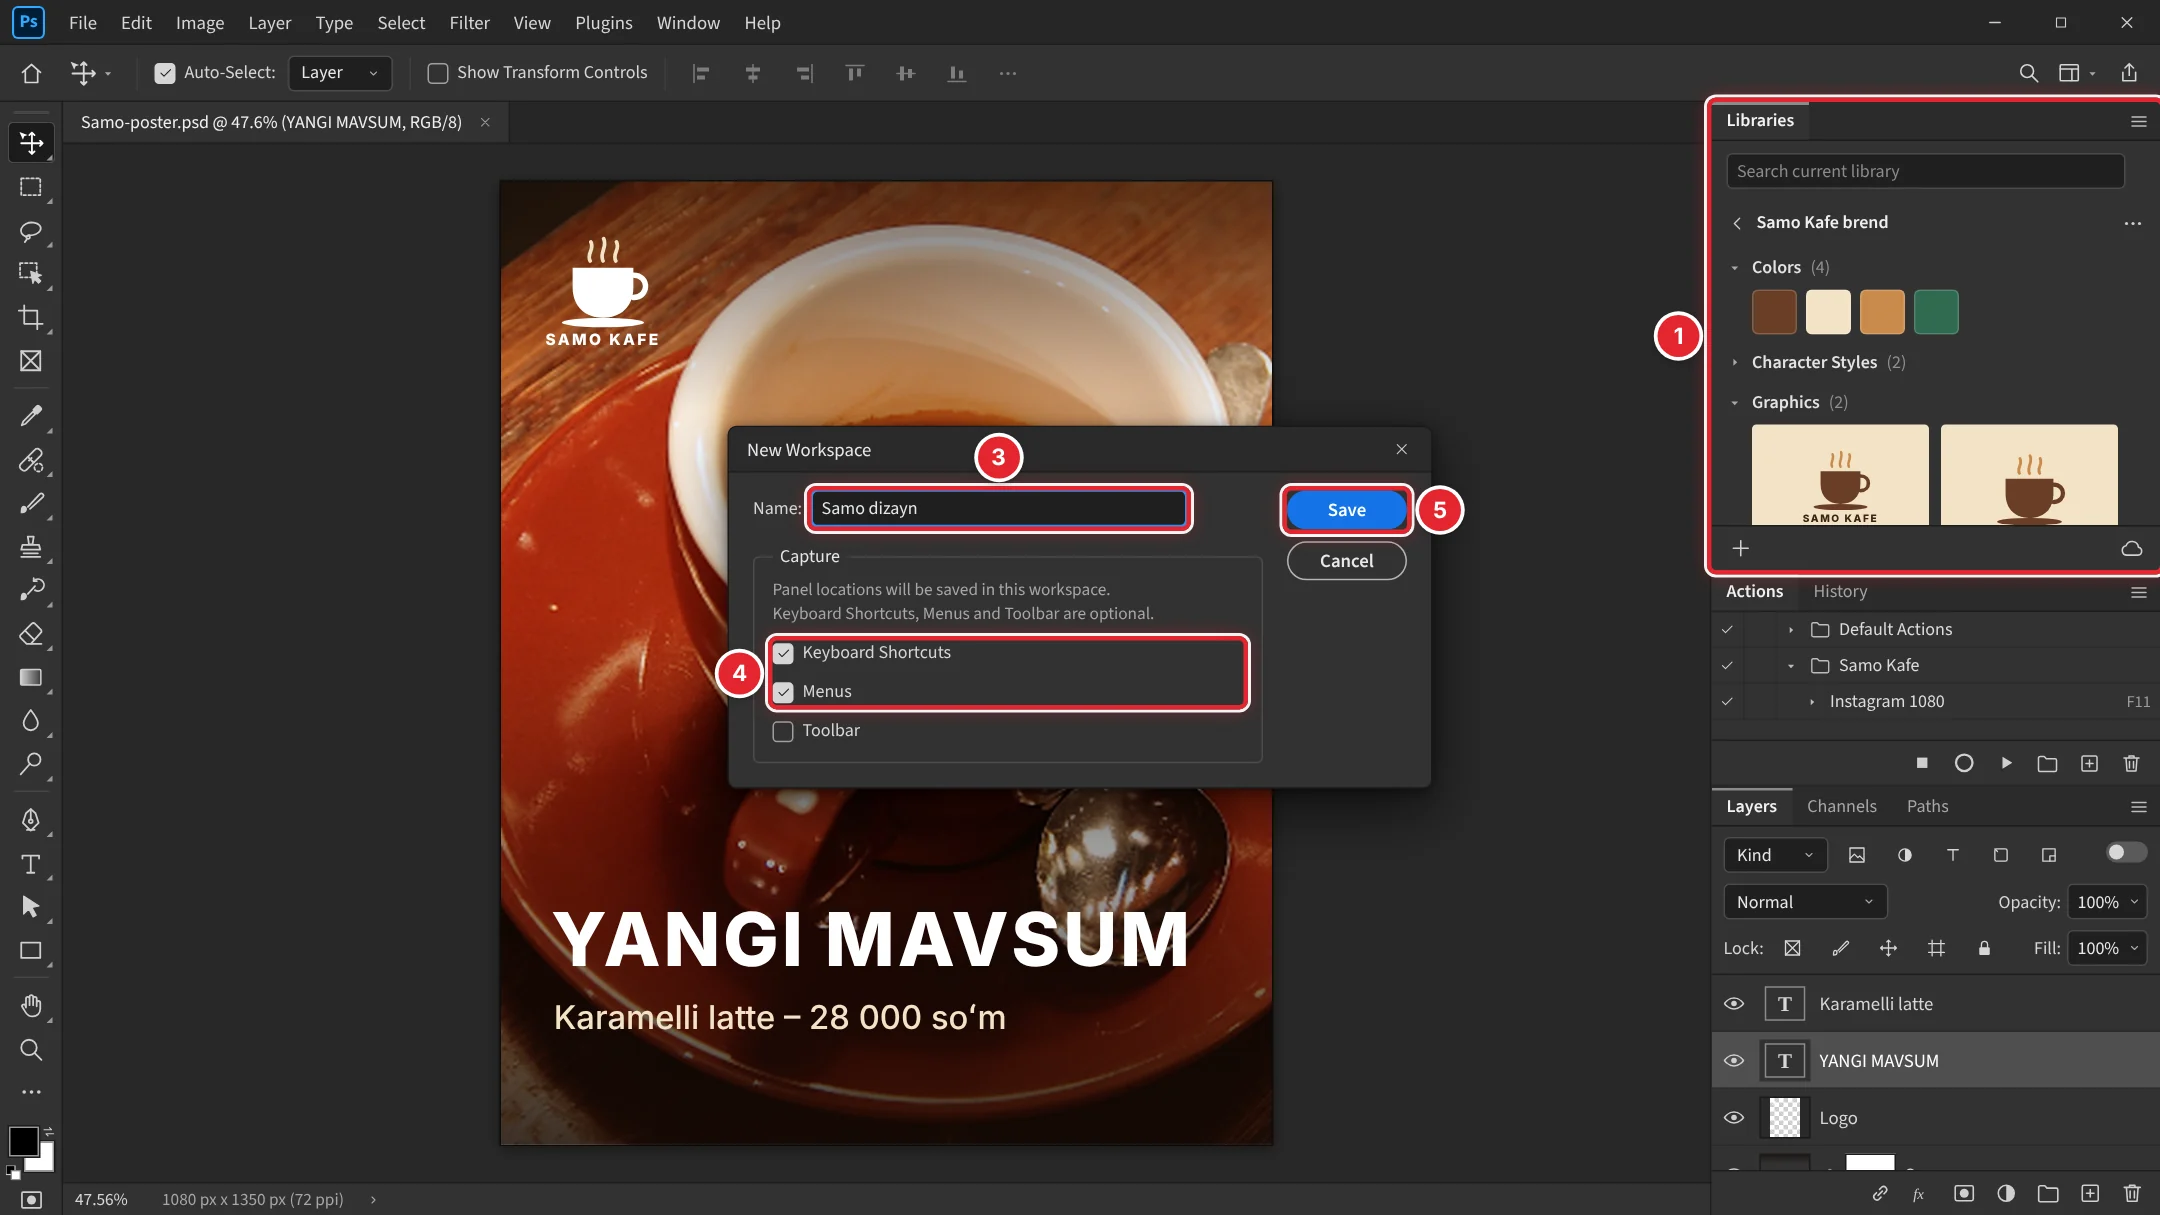 Ps File Edit Image Layer Type Select Filter View Plugins Window Help
Auto-Select: Layer Show Transform Controls
Samo-poster.psd @ 47.6% (YANGI MAVSUM, RGB/8)
SAMO KAFE
YANGI MAVSUM
Karamelli latte – 28 000 soʻm
New Workspace
3
Name: Samo dizayn
Save
5
Cancel
Capture
Panel locations will be saved in this workspace.
Keyboard Shortcuts, Menus and Toolbar are optional.
4
Keyboard Shortcuts
Menus
Toolbar
1
Libraries
Search current library
Samo Kafe brend
Colors (4)
Character Styles (2)
Graphics (2)
SAMO KAFE
Actions History
Default Actions
Samo Kafe
Instagram 1080 F11
Layers Channels Paths
Kind
Normal Opacity: 100%
Lock: Fill: 100%
T Karamelli latte
T YANGI MAVSUM
Logo
fx
47.56% 1080 px x 1350 px (72 ppi)